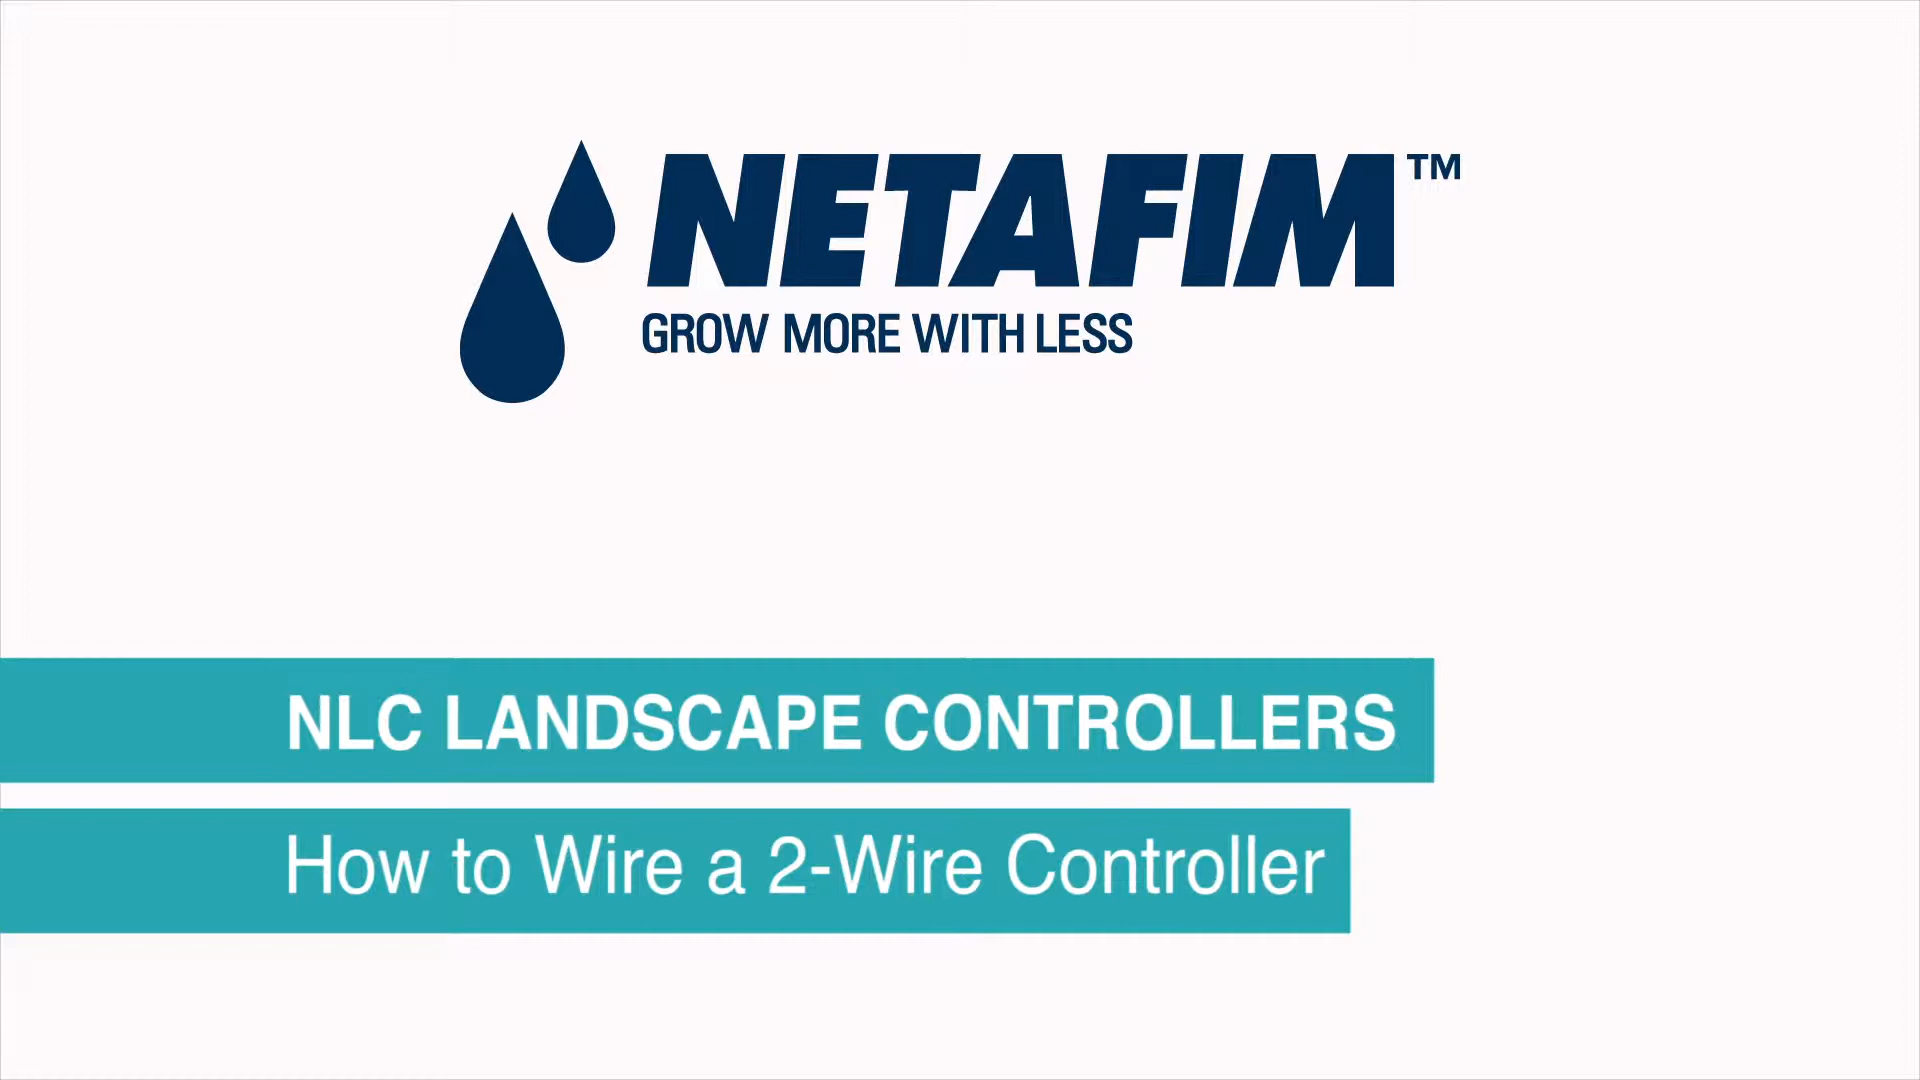 NETAFIM™
GROW MORE WITH LESS
NLC LANDSCAPE CONTROLLERS
How to Wire a 2-Wire Controller